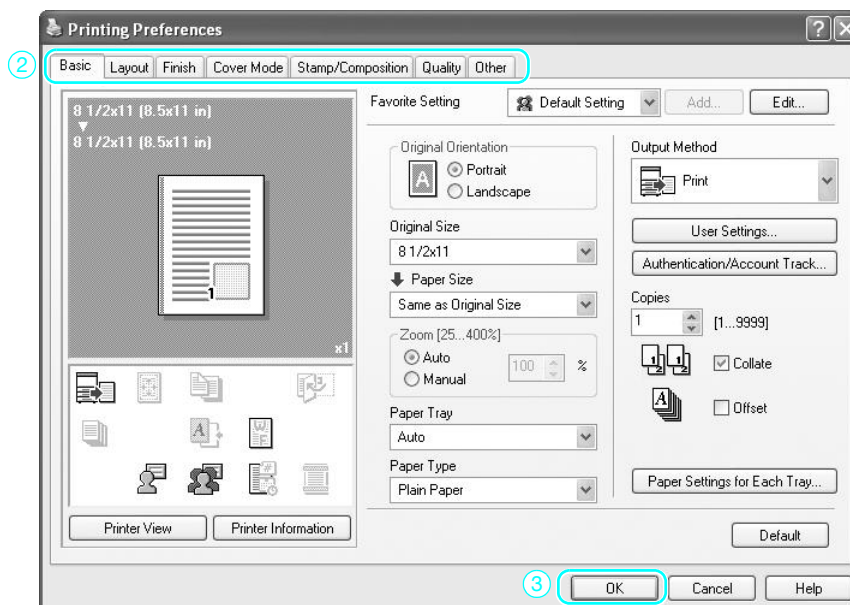 Printing Preferences
②
Basic Layout Finish Cover Mode Stamp/Composition Quality Other
8 1/2x11 (8.5x11 in)
8 1/2x11 (8.5x11 in)
1
x1
Printer View Printer Information
Favorite Setting Default Setting Add... Edit...
Original Orientation
A
Portrait
Landscape
Original Size
8 1/2x11
Paper Size
Same as Original Size
Zoom [25...400%]
Auto
Manual
100 %
Paper Tray
Auto
Paper Type
Plain Paper
Output Method
Print
User Settings...
Authentication/Account Track...
Copies
1 [1...9999]
Collate
Offset
Paper Settings for Each Tray...
Default
③
OK Cancel Help